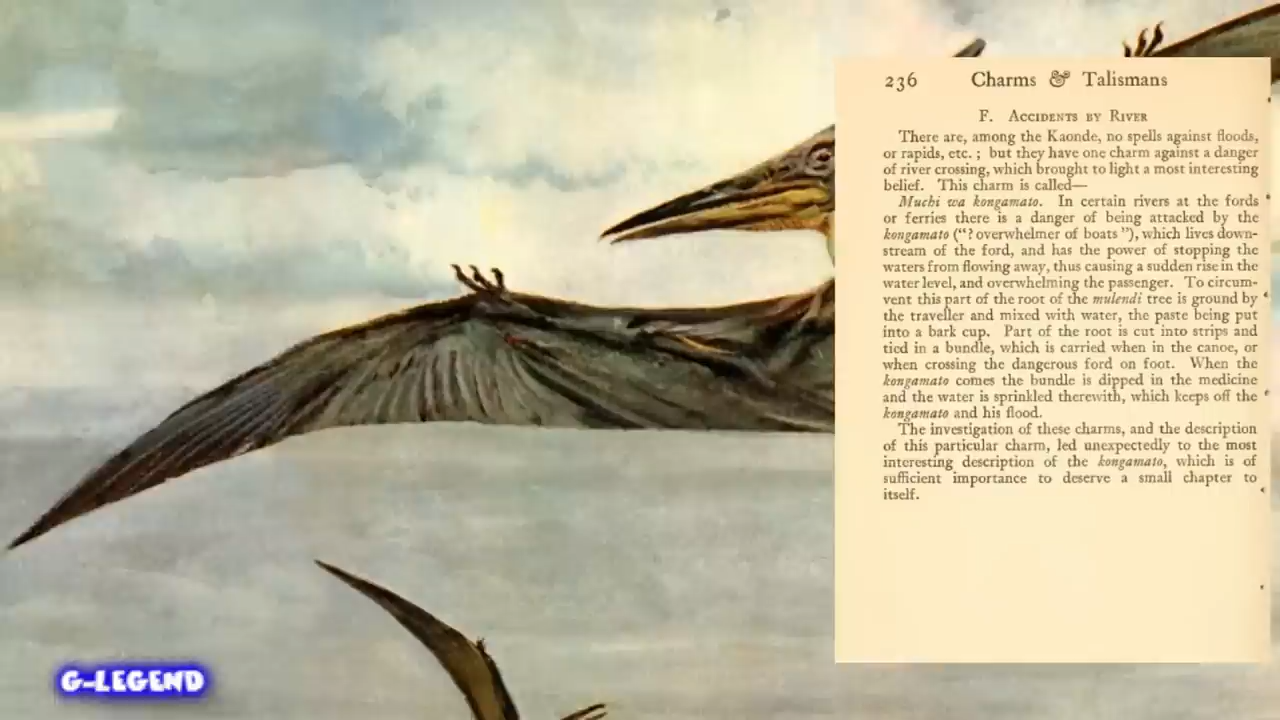 236 Charms & Talismans
F. Accidents by River
There are, among the Kaonde, no spells against floods,
or rapids, etc. ; but they have one charm against a danger
of river crossing, which brought to light a most interesting
belief. This charm is called—
Muchi wa kongamato. In certain rivers at the fords
or ferries there is a danger of being attacked by the
kongamato (“? overwhelmer of boats”), which lives down-
stream of the ford, and has the power of stopping the
waters from flowing away, thus causing a sudden rise in the
water level, and overwhelming the passenger. To circum-
vent this part of the root of the mulendi tree is ground by
the traveller and mixed with water, the paste being put
into a bark cup. Part of the root is cut into strips and
tied in a bundle, which is carried when in the canoe, or
when crossing the dangerous ford on foot. When the
kongamato comes the bundle is dipped in the medicine
and the water is sprinkled therewith, which keeps off the
kongamato and his flood.
The investigation of these charms, and the description
of this particular charm, led unexpectedly to the most
interesting description of the kongamato, which is of
sufficient importance to deserve a small chapter to
itself.
G-LEGEND